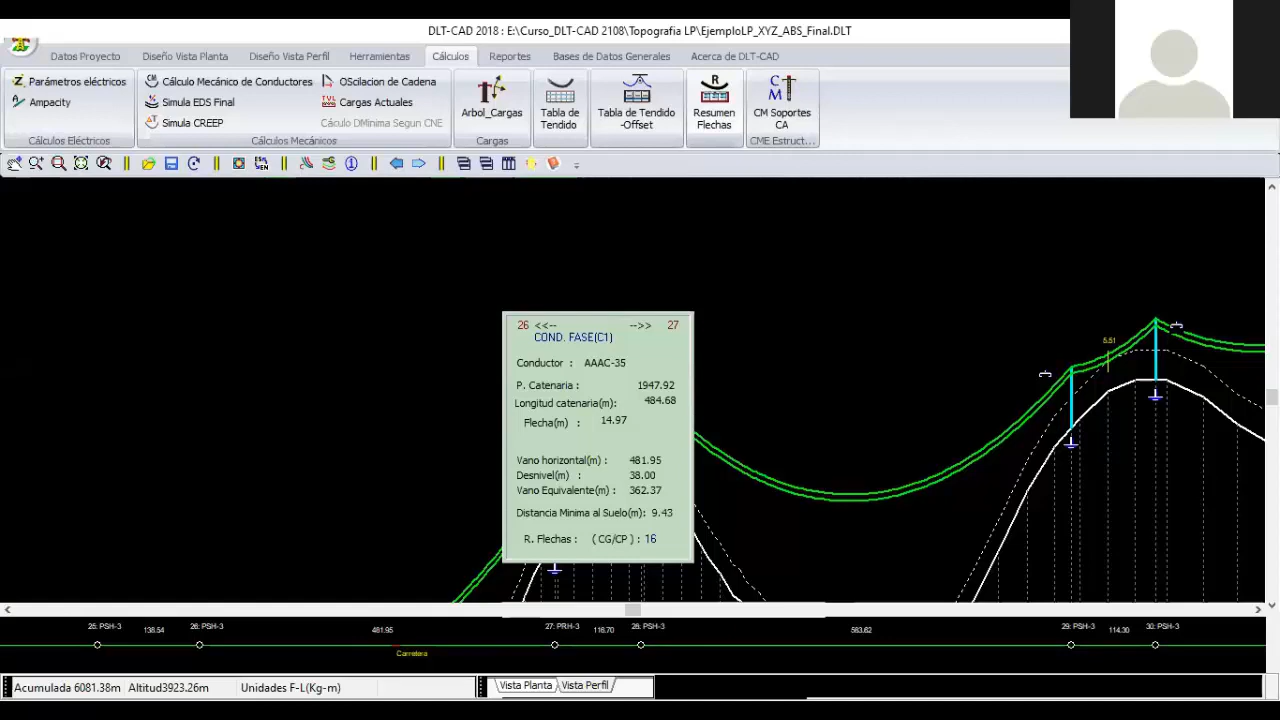 DLT-CAD 2018 : E:\Curso_DLT-CAD 2108\Topografia LP\EjemploLP_XYZ_ABS_Final.DLT
Datos Proyecto Diseño Vista Planta Diseño Vista Perfil Herramientas Cálculos Reportes Bases de Datos Generales Acerca de DLT-CAD
Parámetros eléctricos
Ampacity
Cálculos Eléctricos
Cálculo Mecánico de Conductores
Simula EDS Final
Simula CREEP
OScilacion de Cadena
Cargas Actuales
Cáculo DMinima Segun CNE
Cálculos Mecánicos
Arbol_Cargas
Cargas
Tabla de
Tendido
Tabla de Tendido
-Offset
Resumen
Flechas
CM Soportes
CA
CME Estruct...
26 <<-- -->> 27
COND. FASE(C1)
Conductor : AAAC-35
P. Catenaria : 1947.92
Longitud catenaria(m): 484.68
Flecha(m) : 14.97
Vano horizontal(m) : 481.95
Desnivel(m) : 38.00
Vano Equivalente(m) : 362.37
Distancia Minima al Suelo(m): 9.43
R. Flechas : ( CG/CP ) : 16
5.51
25: PSH-3 138.54 26: PSH-3 481.95 27: PRH-3 116.70 28: PSH-3 583.62 29: PSH-3 114.30 30: PSH-3
Carretera
Acumulada 6081.38m Altitud3923.26m Unidades F-L(Kg-m) Vista Planta Vista Perfil